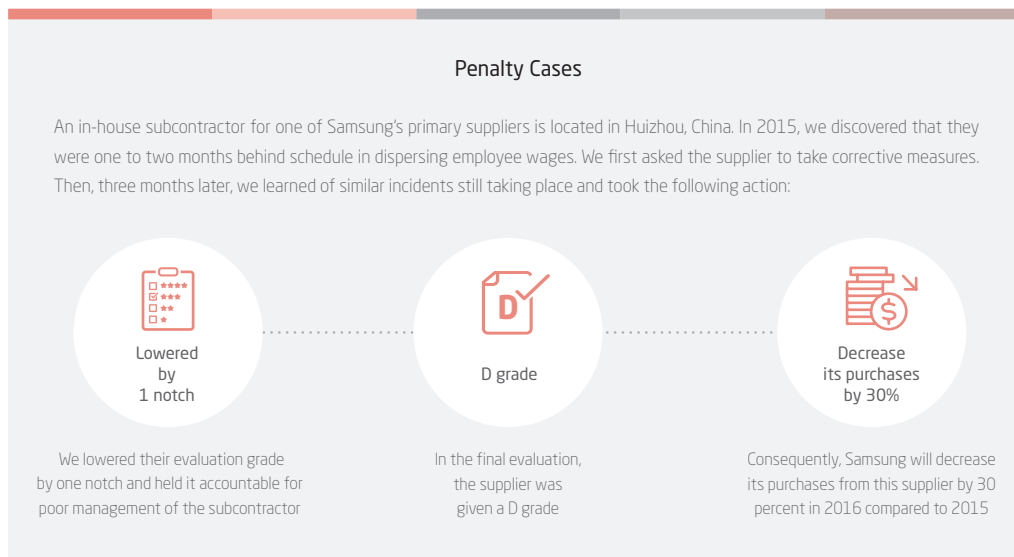 Penalty Cases
An in-house subcontractor for one of Samsung's primary suppliers is located in Huizhou, China. In 2015, we discovered that they
were one to two months behind schedule in dispersing employee wages. We first asked the supplier to take corrective measures.
Then, three months later, we learned of similar incidents still taking place and took the following action:
Lowered
by
1 notch
D
D grade
$
Decrease
its purchases
by 30%
We lowered their evaluation grade
by one notch and held it accountable for
poor management of the subcontractor
In the final evaluation,
the supplier was
given a D grade
Consequently, Samsung will decrease
its purchases from this supplier by 30
percent in 2016 compared to 2015